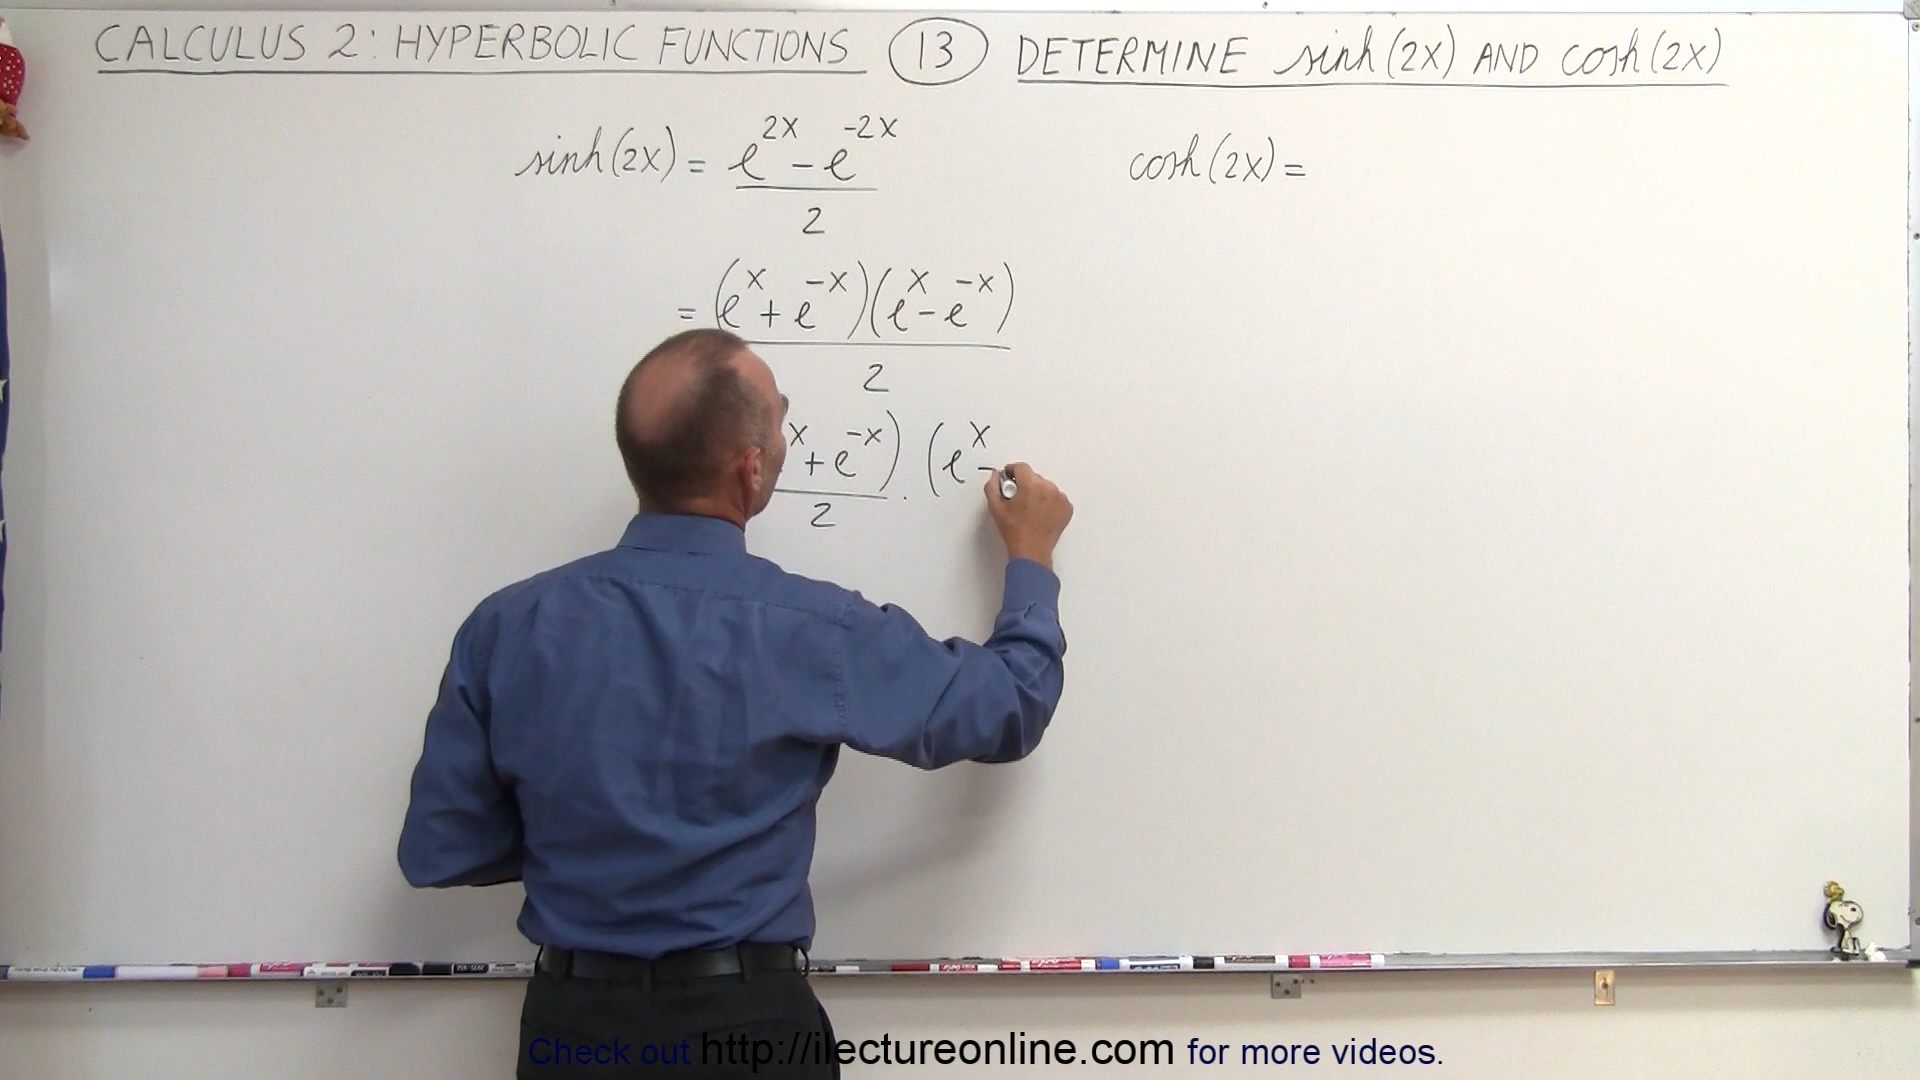 CALCULUS 2: HYPERBOLIC FUNCTIONS 13 DETERMINE sinh(2X) AND cosh(2X)
sinh(2X) = e^2X - e^-2X / 2
cosh(2X) =
= (e^X + e^-X)(e^X - e^-X) / 2
X + e^-X) / 2 · (e^X -
Check out http://ilectureonline.com for more videos.